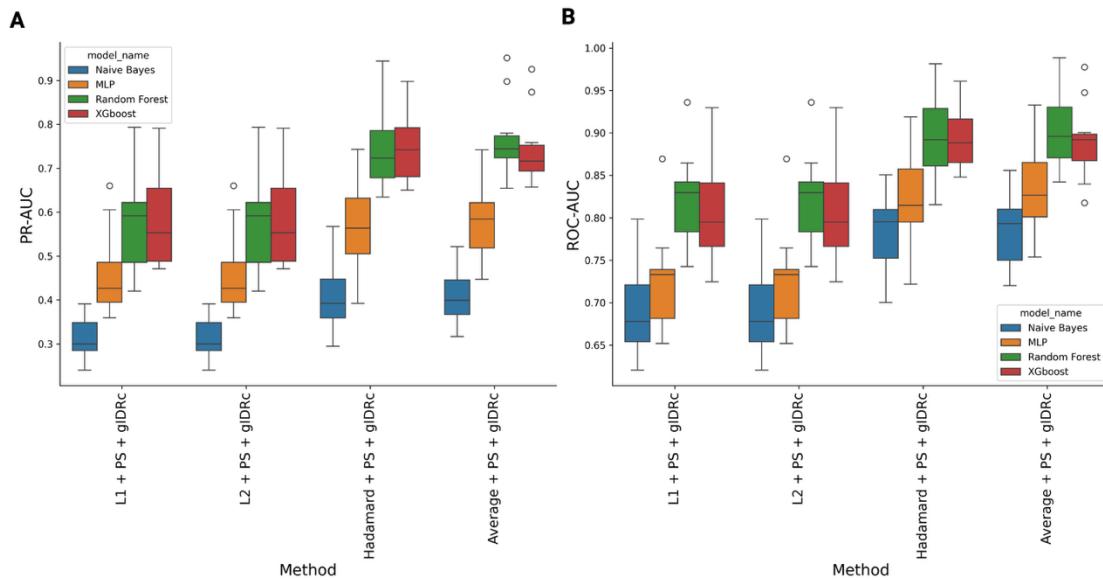 A
PR-AUC
0.9
0.8
0.7
0.6
0.5
0.4
0.3
model_name
Naive Bayes
MLP
Random Forest
XGboost
L1 + PS + gIDRc
L2 + PS + gIDRc
Hadamard + PS + gIDRc
Average + PS + gIDRc
Method
B
ROC-AUC
1.00
0.95
0.90
0.85
0.80
0.75
0.70
0.65
model_name
Naive Bayes
MLP
Random Forest
XGboost
L1 + PS + gIDRc
L2 + PS + gIDRc
Hadamard + PS + gIDRc
Average + PS + gIDRc
Method